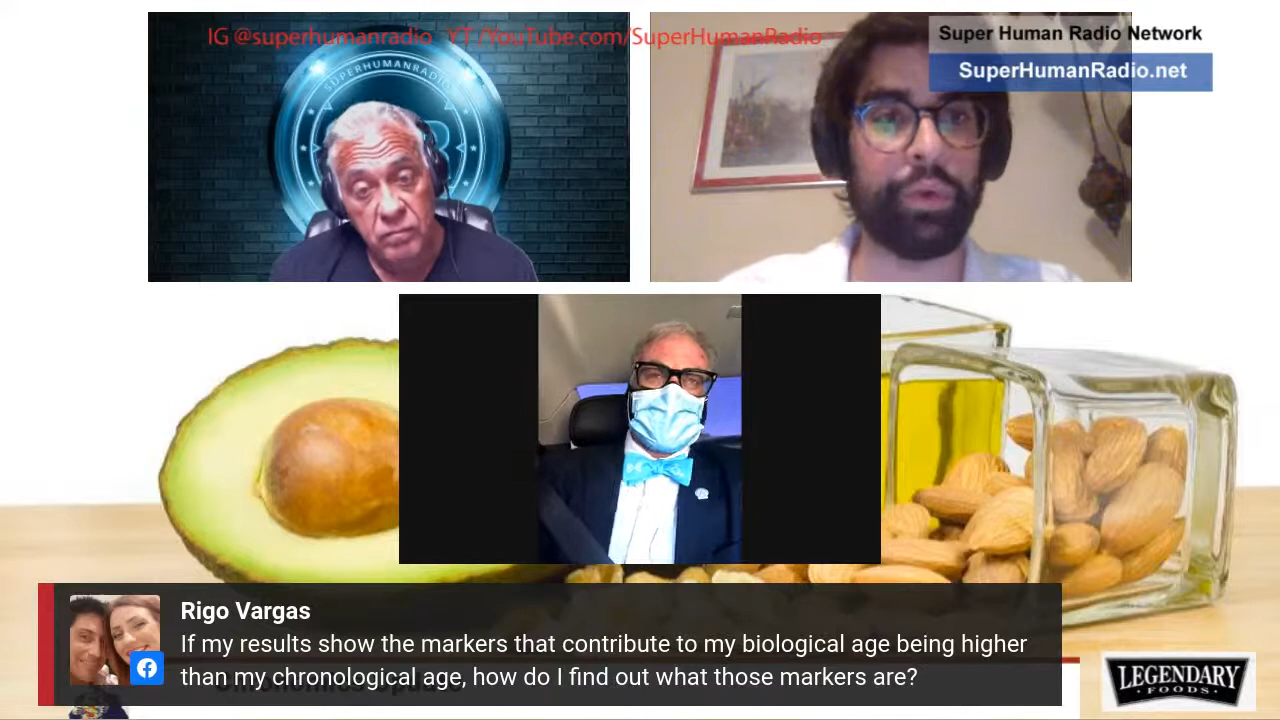 IG @superhumanradio YT /YouTube.com/SuperHumanRadio
Super Human Radio Network
SuperHumanRadio.net
SUPERHUMANRADIO
Rigo Vargas
If my results show the markers that contribute to my biological age being higher
than my chronological age, how do I find out what those markers are?
LEGENDARY
FOODS